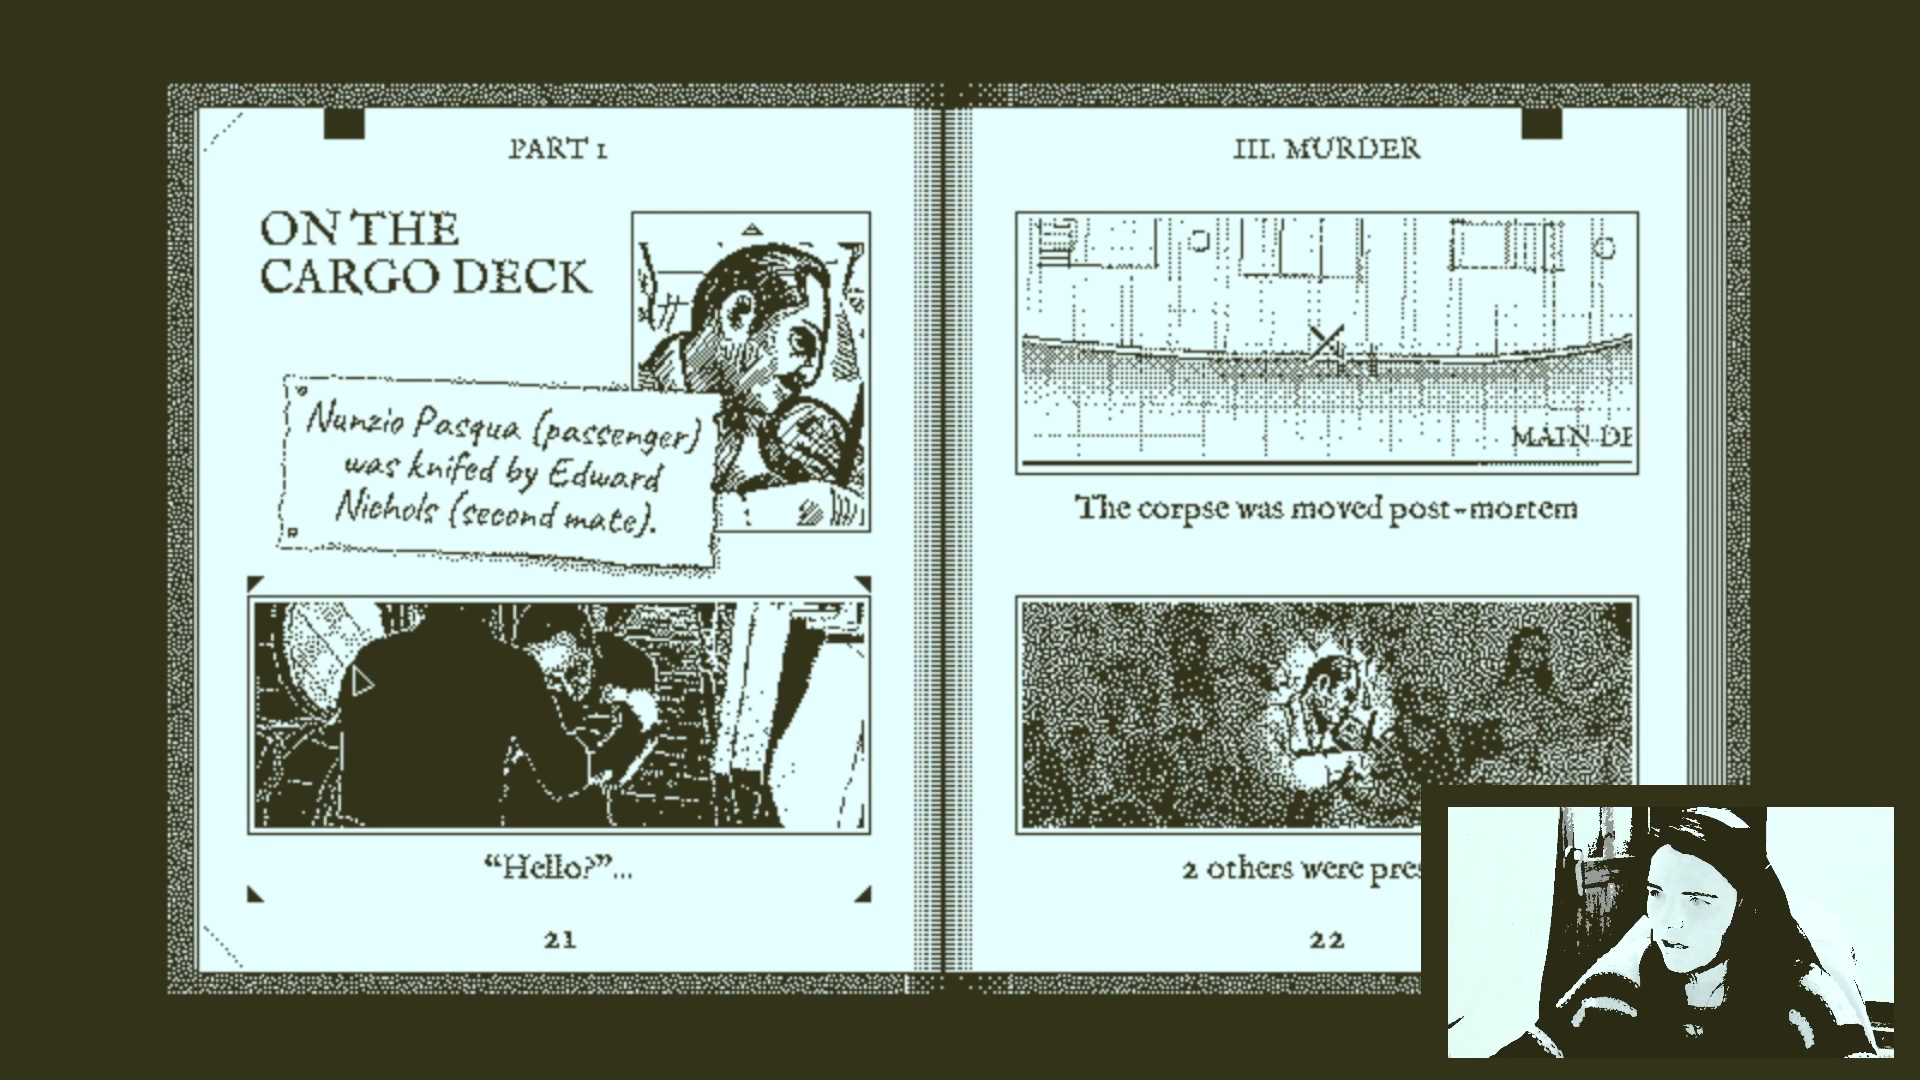 PART 1
ON THE
CARGO DECK
Nunzio Pasqua (passenger)
was knifed by Edward
Nichols (second mate).
“Hello?”...
21
III. MURDER
MAIN DE
The corpse was moved post-mortem
2 others were pres
22